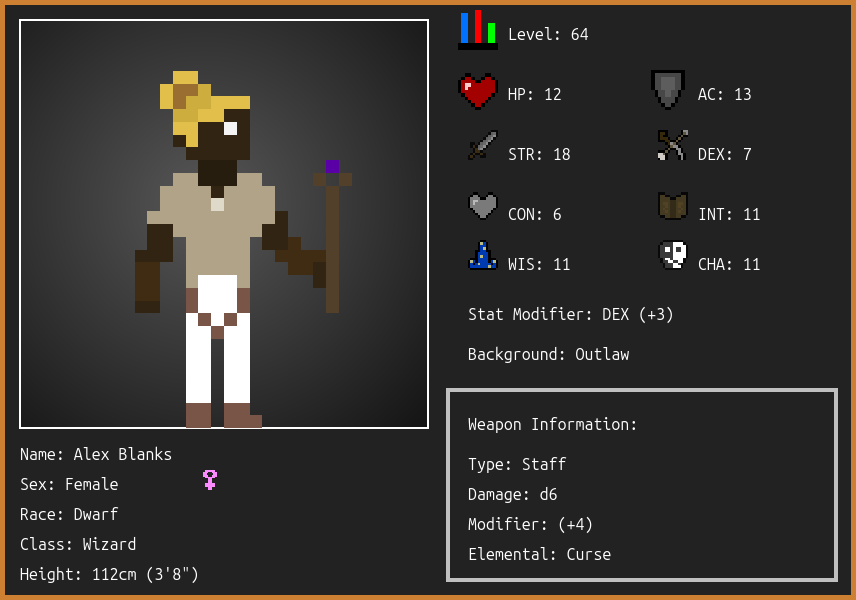 Level: 64
HP: 12
AC: 13
STR: 18
DEX: 7
CON: 6
INT: 11
WIS: 11
CHA: 11
Stat Modifier: DEX (+3)
Background: Outlaw
Weapon Information:
Type: Staff
Damage: d6
Modifier: (+4)
Elemental: Curse
Name: Alex Blanks
Sex: Female
Race: Dwarf
Class: Wizard
Height: 112cm (3'8")